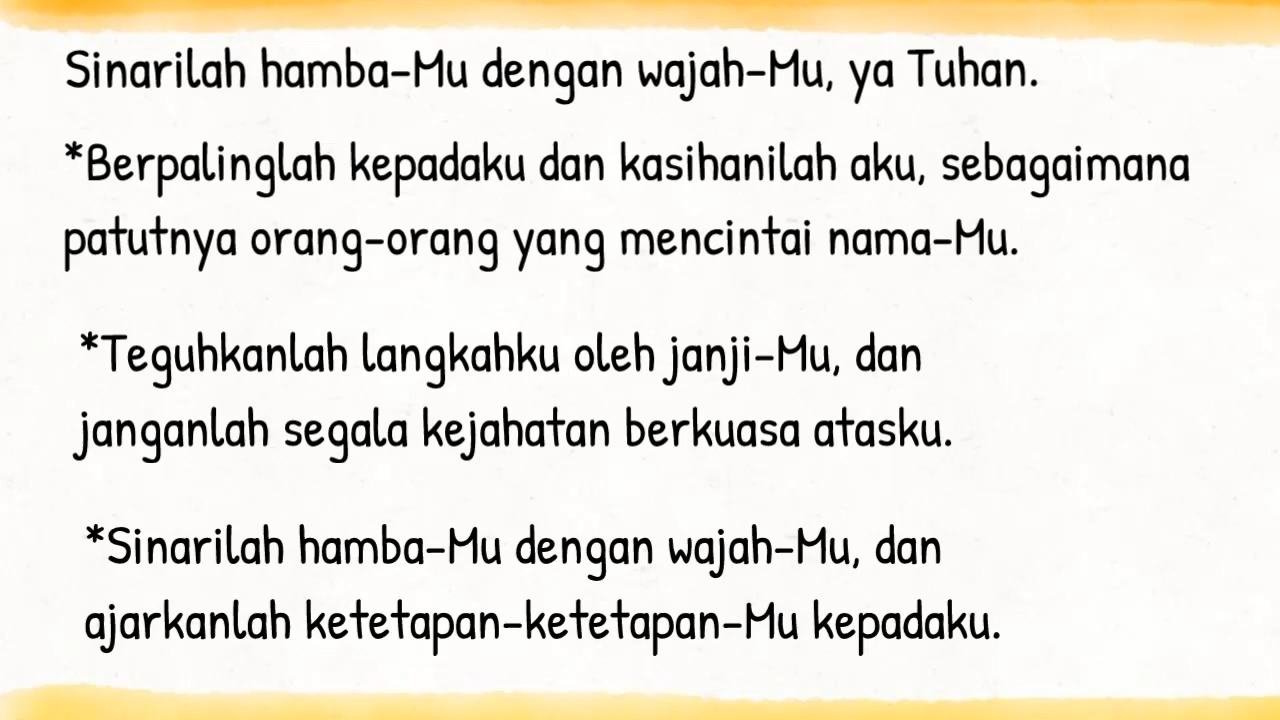 Sinarilah hamba-Mu dengan wajah-Mu, ya Tuhan.
*Berpalinglah kepadaku dan kasihanilah aku, sebagaimana
patutnya orang-orang yang mencintai nama-Mu.
*Teguhkanlah langkahku oleh janji-Mu, dan
janganlah segala kejahatan berkuasa atasku.
*Sinarilah hamba-Mu dengan wajah-Mu, dan
ajarkanlah ketetapan-ketetapan-Mu kepadaku.